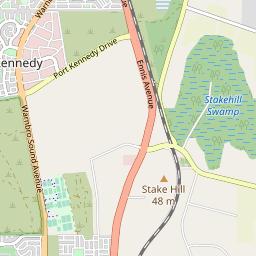 Kennedy
Port Kennedy Drive
Ennis Avenue
Warnbro Sound Avenue
Stakehill
Swamp
Stake Hill
48 m